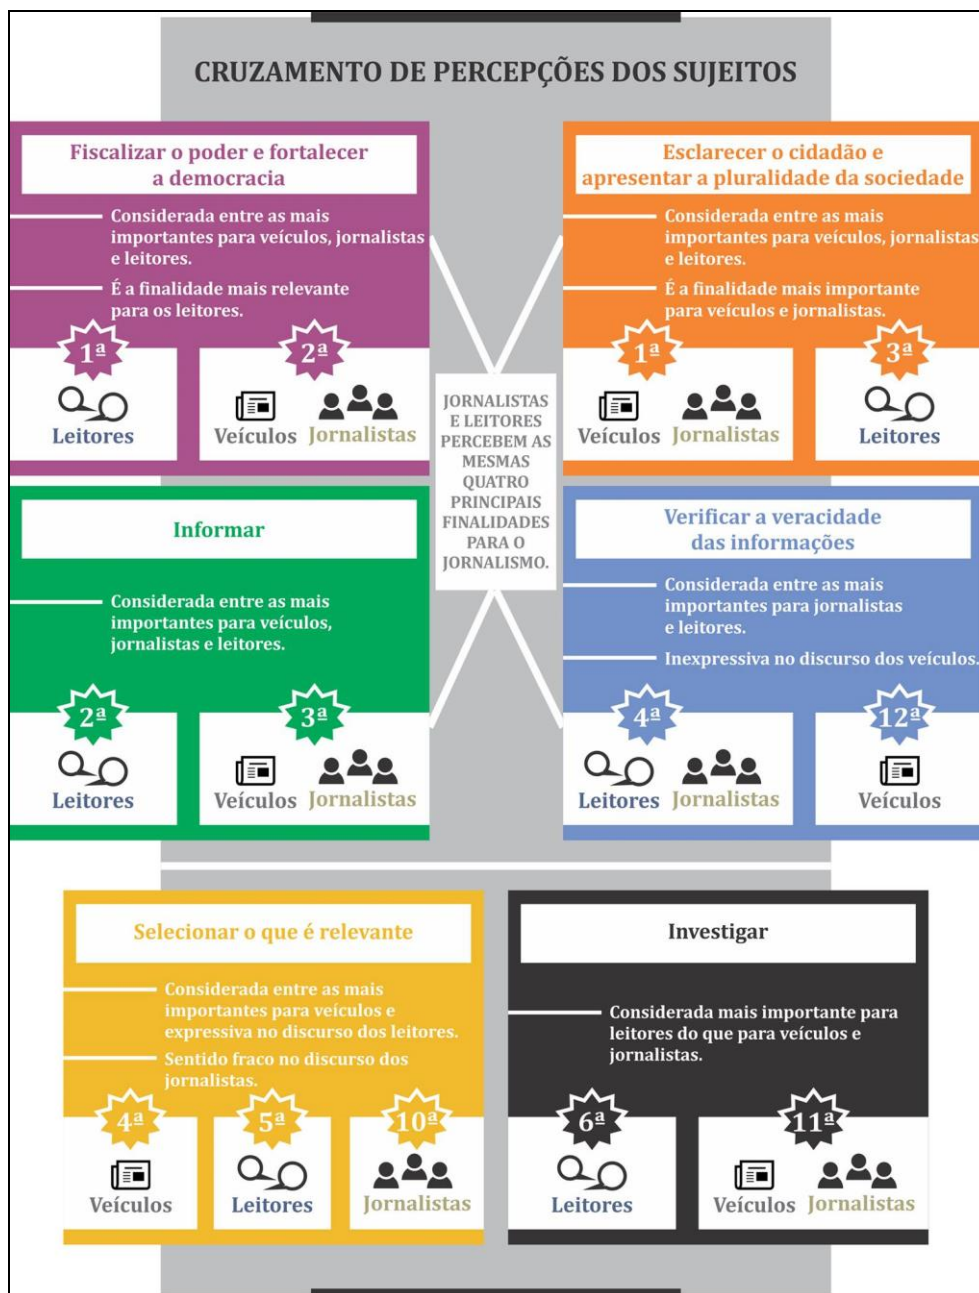 CRUZAMENTO DE PERCEPÇÕES DOS SUJEITOS
Fiscalizar o poder e fortalecer
a democracia
Considerada entre as mais
importantes para veículos, jornalistas
e leitores.
É a finalidade mais relevante
para os leitores.
1ª
2ª
Leitores
Veículos
Jornalistas
Esclarecer o cidadão e
apresentar a pluralidade da sociedade
Considerada entre as mais
importantes para veículos, jornalistas
e leitores.
É a finalidade mais importante
para veículos e jornalistas.
1ª
3ª
Veículos
Jornalistas
Leitores
JORNALISTAS
E LEITORES
PERCEBEM AS
MESMAS
QUATRO
PRINCIPAIS
FINALIDADES
PARA O
JORNALISMO.
Informar
Considerada entre as mais
importantes para veículos,
jornalistas e leitores.
2ª
3ª
Leitores
Veículos
Jornalistas
Verificar a veracidade
das informações
Considerada entre as mais
importantes para jornalistas
e leitores.
Inexpressiva no discurso dos veículos.
4ª
12ª
Leitores
Jornalistas
Veículos
Selecionar o que é relevante
Considerada entre as mais
importantes para veículos e
expressiva no discurso dos leitores.
Sentido fraco no discurso dos
jornalistas.
4ª
5ª
10ª
Veículos
Leitores
Jornalistas
Investigar
Considerada mais importante para
leitores do que para veículos e
jornalistas.
6ª
11ª
Leitores
Veículos
Jornalistas